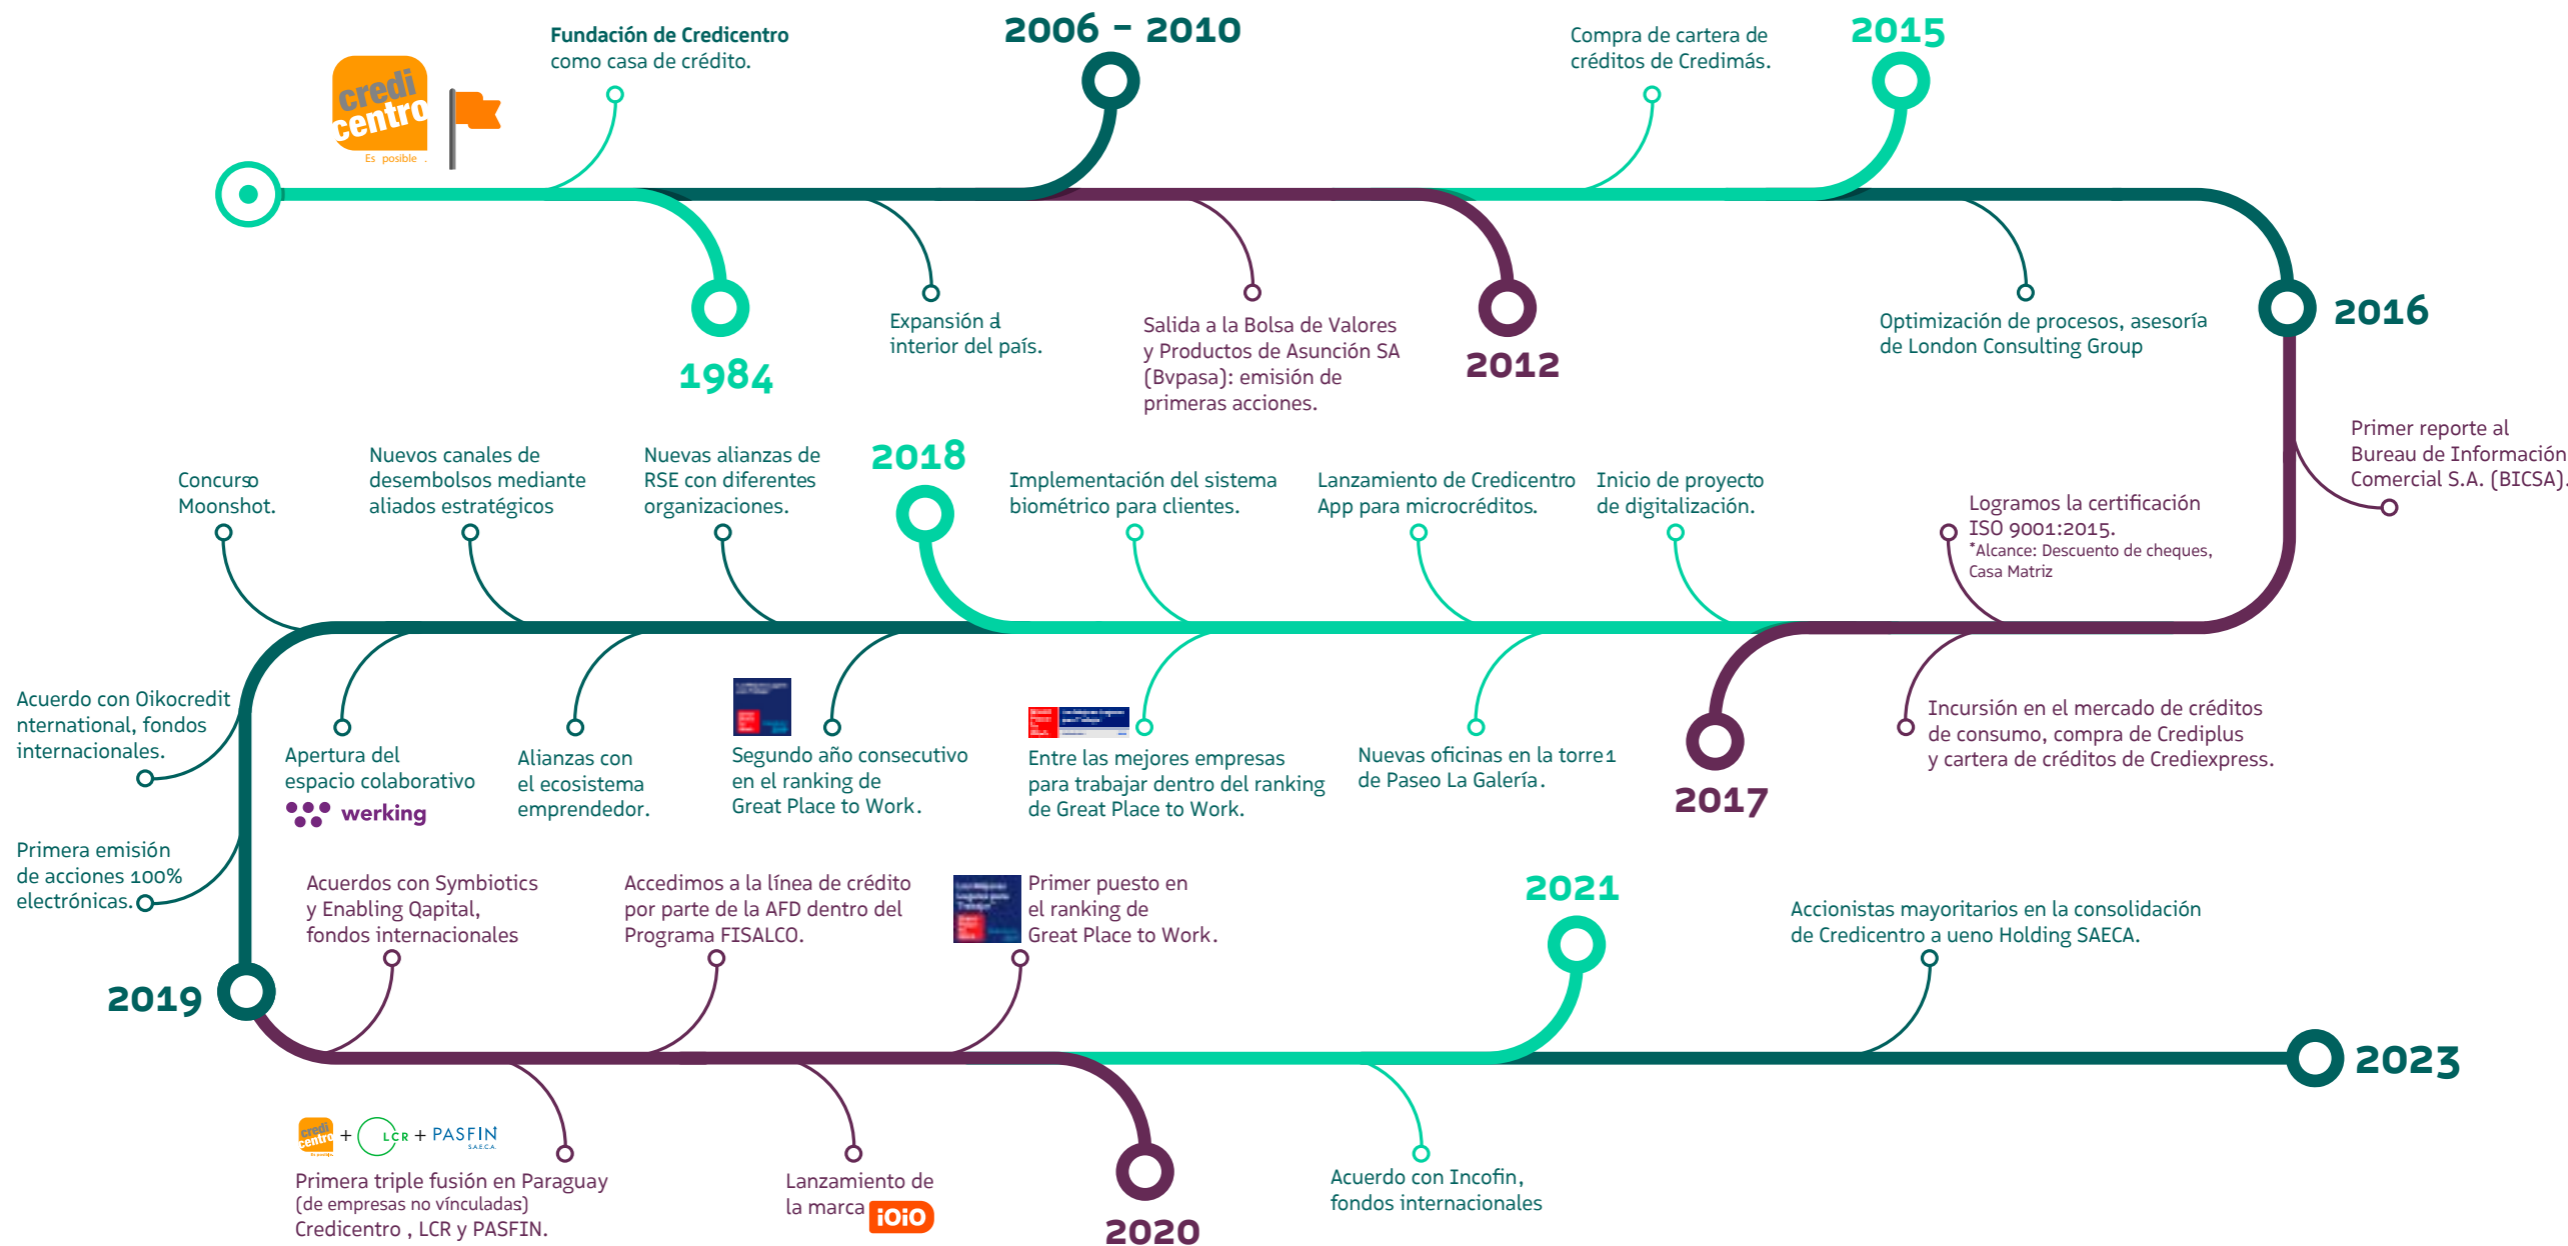 credi
centro
Es posible .
Fundación de Credicentro
como casa de crédito.
1984
2006 – 2010
Expansión al
interior del país.
Salida a la Bolsa de Valores
y Productos de Asunción SA
(Bvpasa): emisión de
primeras acciones.
2012
Compra de cartera de
créditos de Credimás.
2015
Optimización de procesos, asesoría
de London Consulting Group
2016
Primer reporte al
Bureau de Información
Comercial S.A. (BICSA).
Logramos la certificación
ISO 9001:2015.
*Alcance: Descuento de cheques,
Casa Matriz
Incursión en el mercado de créditos
de consumo, compra de Crediplus
y cartera de créditos de Crediexpress.
2017
Inicio de proyecto
de digitalización.
Nuevas oficinas en la torre1
de Paseo La Galería.
Lanzamiento de Credicentro
App para microcréditos.
Implementación del sistema
biométrico para clientes.
Entre las mejores empresas
para trabajar dentro del ranking
de Great Place to Work.
2018
Segundo año consecutivo
en el ranking de
Great Place to Work.
Nuevas alianzas de
RSE con diferentes
organizaciones.
Alianzas con
el ecosistema
emprendedor.
Nuevos canales de
desembolsos mediante
aliados estratégicos
Apertura del
espacio colaborativo
werking
Concurso
Moonshot.
Acuerdo con Oikocredit
nternational, fondos
internacionales.
Primera emisión
de acciones 100%
electrónicas.
2019
Acuerdos con Symbiotics
y Enabling Qapital,
fondos internacionales
credi
centro
+ LCR + PASFIN
S.A.E.C.A.
Primera triple fusión en Paraguay
(de empresas no vínculadas)
Credicentro , LCR y PASFIN.
Accedimos a la línea de crédito
por parte de la AFD dentro del
Programa FISALCO.
Lanzamiento de
la marca iOiO
Primer puesto en
el ranking de
Great Place to Work.
2020
Acuerdo con Incofin,
fondos internacionales
2021
Accionistas mayoritarios en la consolidación
de Credicentro a ueno Holding SAECA.
2023